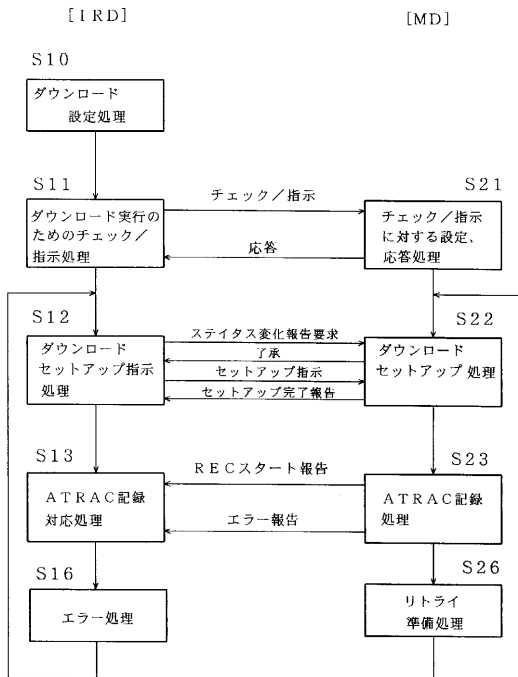 [ＩＲＤ]
[ＭＤ]
Ｓ１０
ダウンロード
設定処理
Ｓ１１
Ｓ２１
ダウンロード実行の
ためのチェック／
指示処理
チェック／指示
応答
チェック／指示
に対する設定、
応答処理
Ｓ１２
Ｓ２２
ダウンロード
セットアップ指示
処理
ステイタス変化報告要求
了承
セットアップ指示
セットアップ完了報告
ダウンロード
セットアップ処理
Ｓ１３
Ｓ２３
ＡＴＲＡＣ記録
対応処理
ＲＥＣスタート報告
エラー報告
ＡＴＲＡＣ記録
処理
Ｓ１６
Ｓ２６
エラー処理
リトライ
準備処理